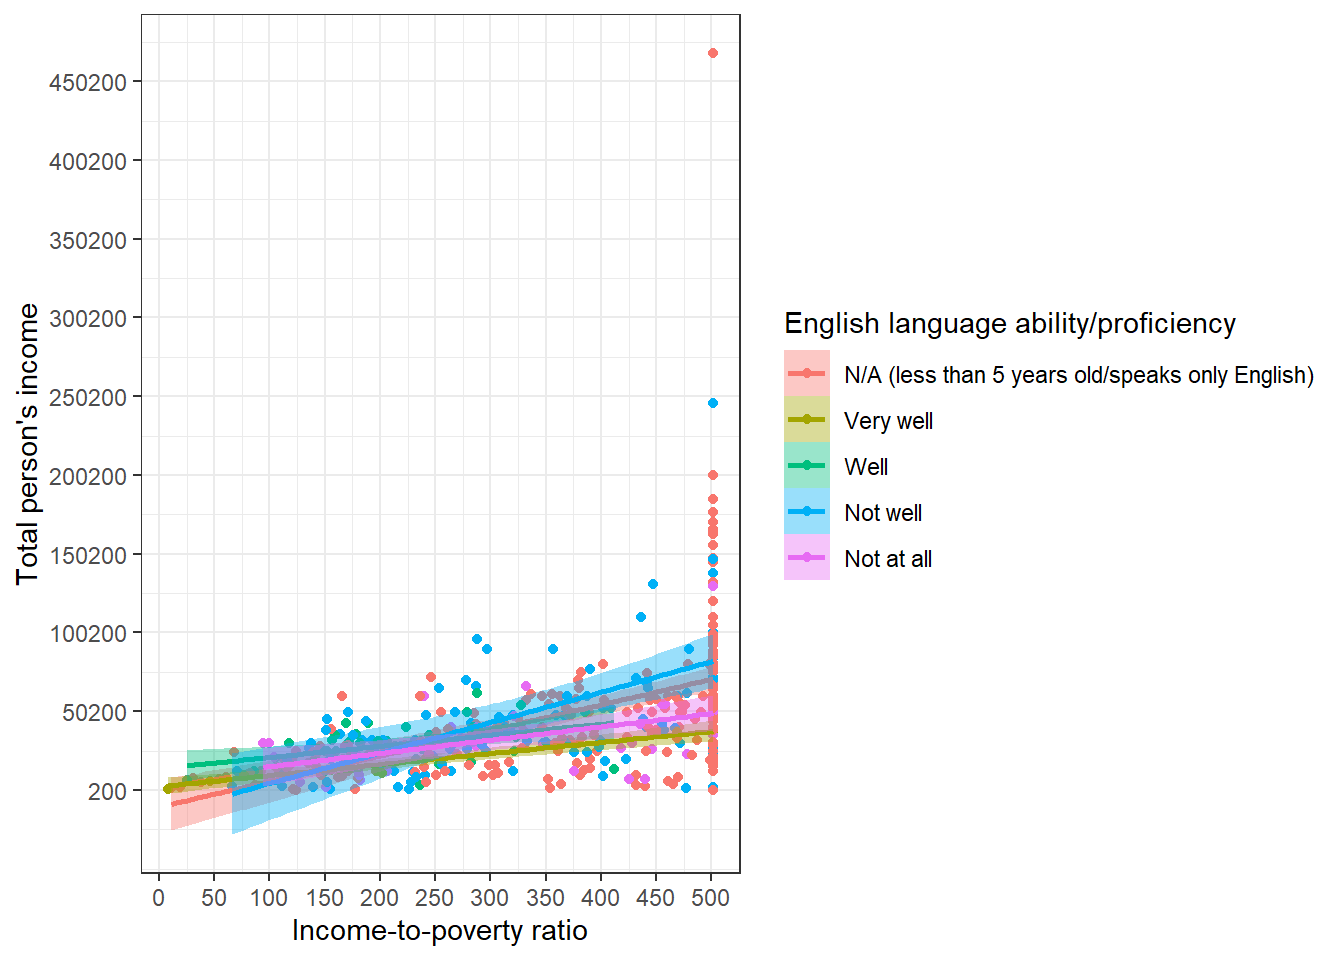 450200
400200
350200
300200
250200
200200
150200
100200
50200
200
Total person's income
0 50 100 150 200 250 300 350 400 450 500
Income-to-poverty ratio
English language ability/proficiency
N/A (less than 5 years old/speaks only English)
Very well
Well
Not well
Not at all